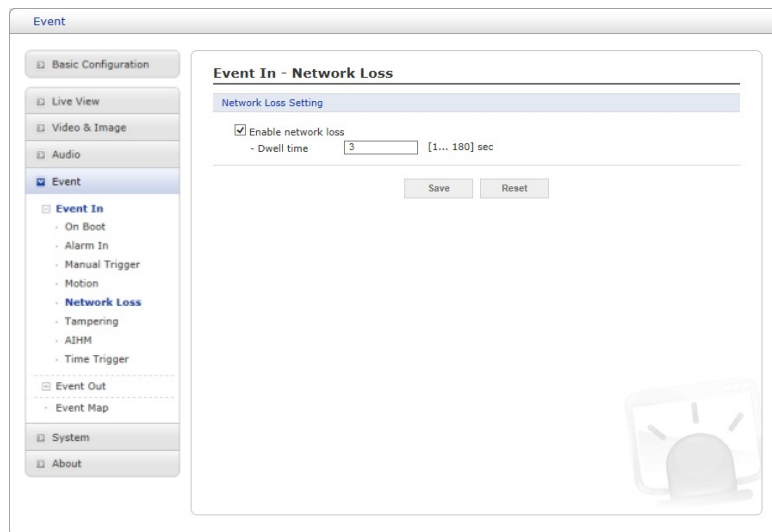 Event
Basic Configuration
Live View
Video & Image
Audio
Event
Event In
On Boot
Alarm In
Manual Trigger
Motion
Network Loss
Tampering
AIHM
Time Trigger
Event Out
Event Map
System
About
Event In - Network Loss
Network Loss Setting
Enable network loss
- Dwell time 3 [1... 180] sec
Save Reset